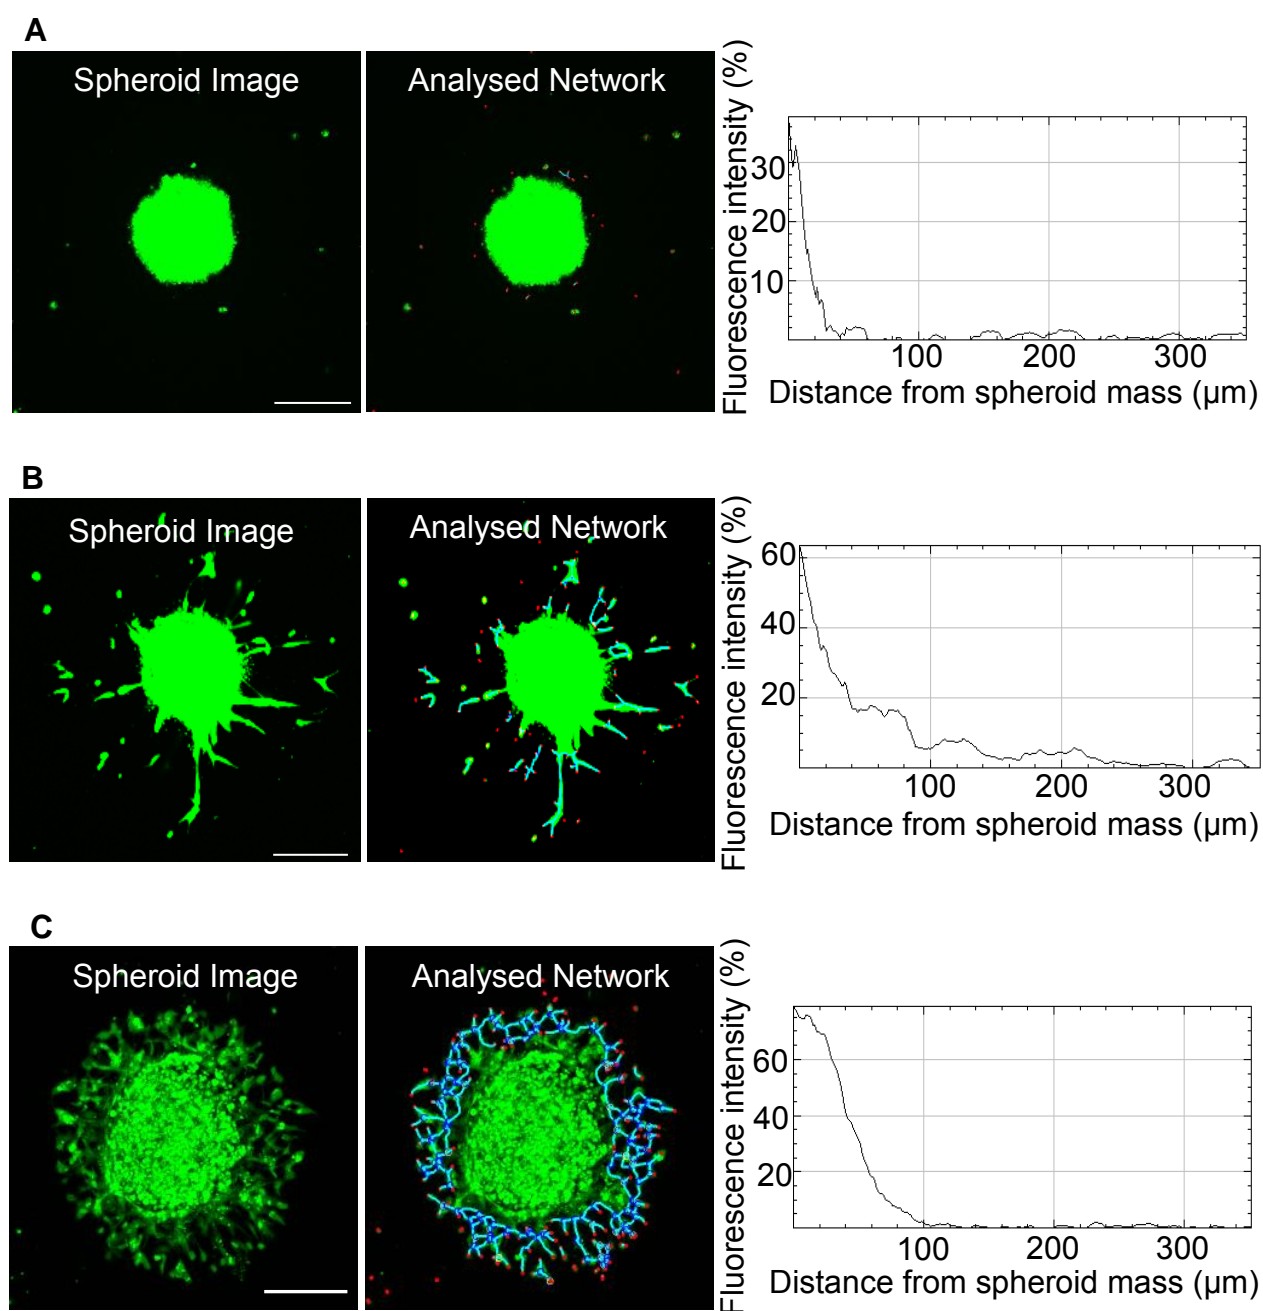 A
Spheroid Image
Analysed Network
Fluorescence intensity (%)
30
20
10
100 200 300
Distance from spheroid mass (µm)
B
Spheroid Image
Analysed Network
Fluorescence intensity (%)
60
40
20
100 200 300
Distance from spheroid mass (µm)
C
Spheroid Image
Analysed Network
Fluorescence intensity (%)
60
40
20
100 200 300
Distance from spheroid mass (µm)